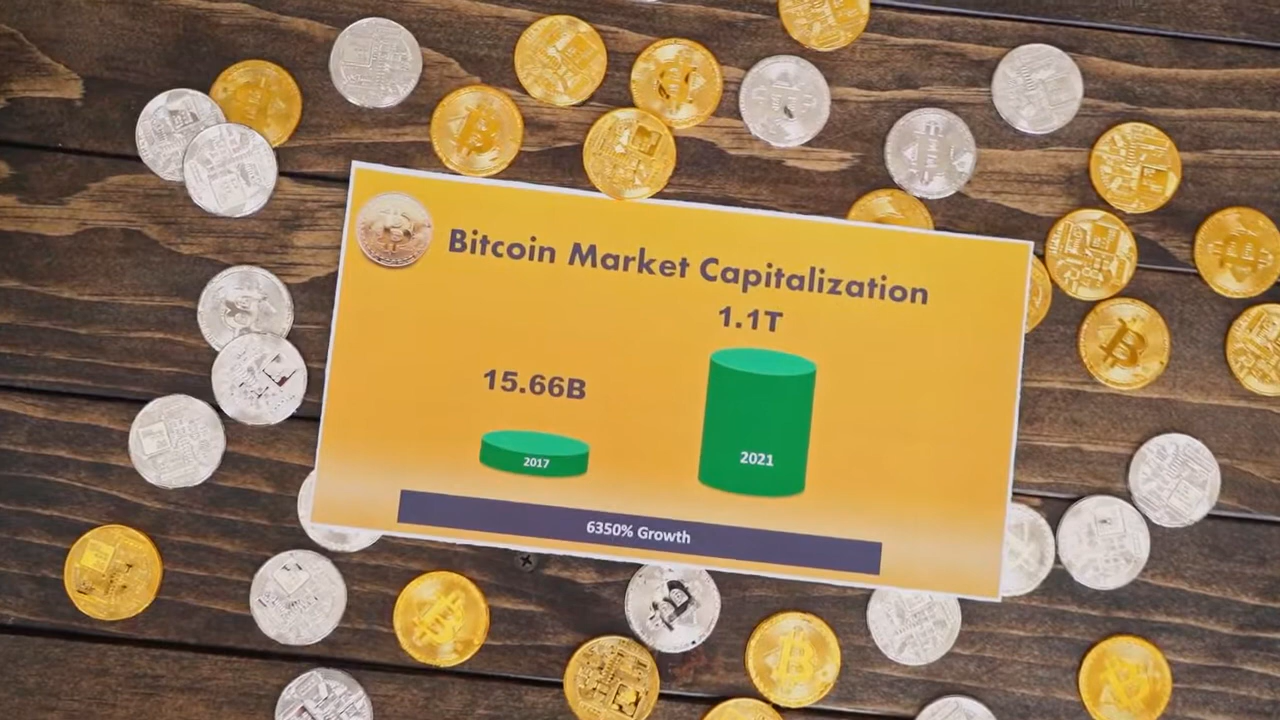 Bitcoin Market Capitalization
1.1T
15.66B
2017
2021
6350% Growth